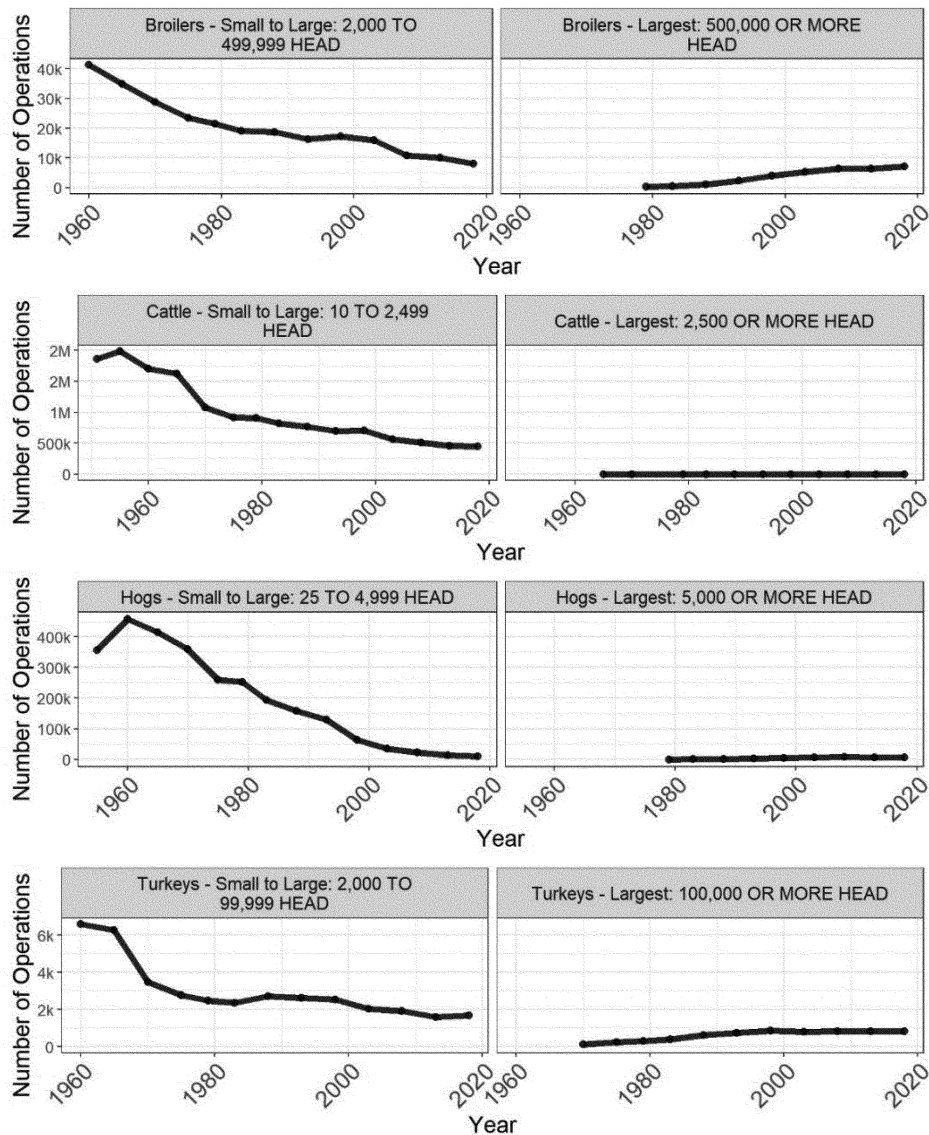 Broilers - Small to Large: 2,000 TO
499,999 HEAD
Broilers - Largest: 500,000 OR MORE
HEAD
Number of Operations
40k
30k
20k
10k
0
1960
1980
2000
2020
1960
1980
2000
2020
Year
Cattle - Small to Large: 10 TO 2,499
HEAD
Cattle - Largest: 2,500 OR MORE HEAD
Number of Operations
2M
2M
1M
500k
0
1960
1980
2000
2020
1960
1980
2000
2020
Year
Hogs - Small to Large: 25 TO 4,999 HEAD
Hogs - Largest: 5,000 OR MORE HEAD
Number of Operations
400k
300k
200k
100k
0
1960
1980
2000
2020
1960
1980
2000
2020
Year
Turkeys - Small to Large: 2,000 TO
99,999 HEAD
Turkeys - Largest: 100,000 OR MORE HEAD
Number of Operations
6k
4k
2k
0
1960
1980
2000
2020
1960
1980
2000
2020
Year